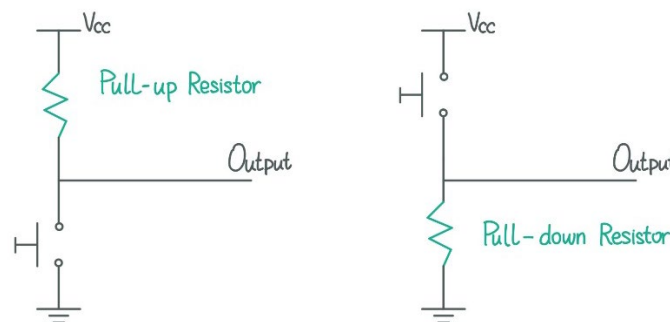 Vcc
Pull-up Resistor
Output
Vcc
Output
Pull-down Resistor